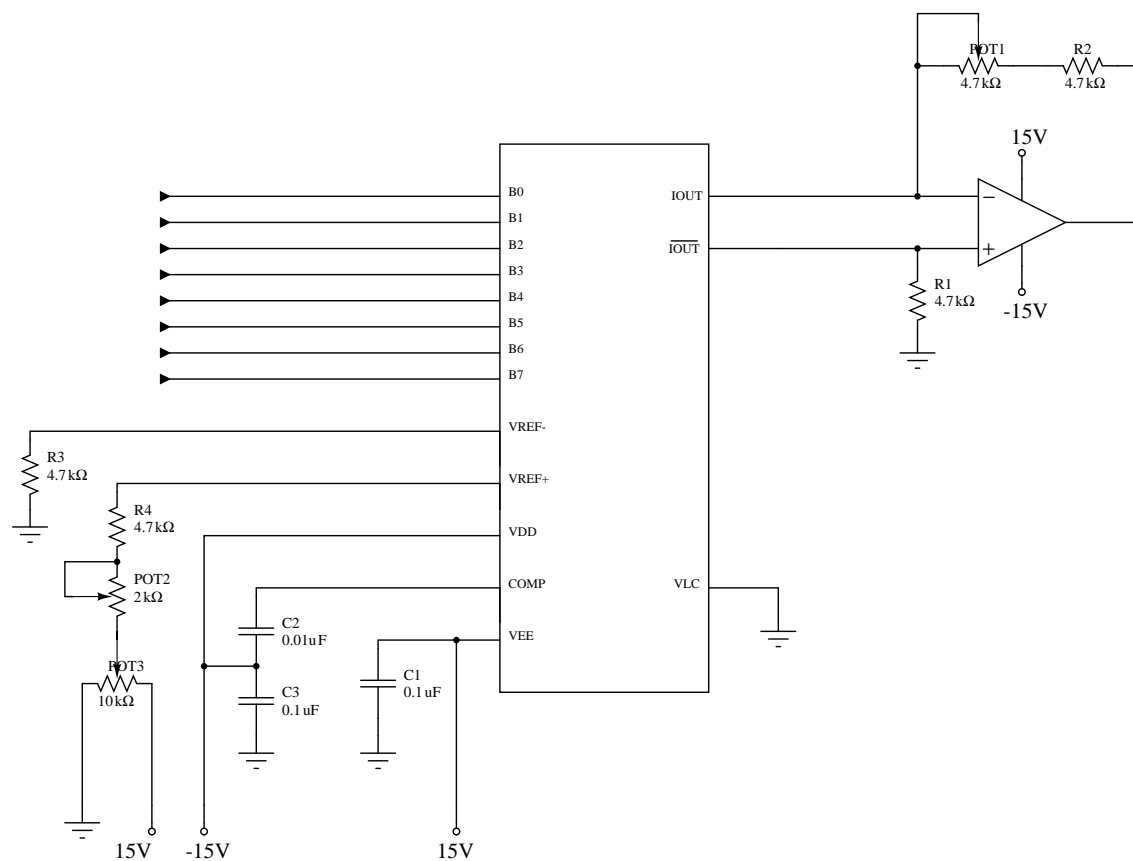 POT1
4.7kΩ
R2
4.7kΩ
15V
B0
B1
B2
B3
B4
B5
B6
B7
IOUT
IOUT
−
+
-15V
R1
4.7kΩ
VREF-
R3
4.7kΩ
VREF+
R4
4.7kΩ
VDD
POT2
2kΩ
COMP
VLC
C2
0.01uF
VEE
POT3
10kΩ
C3
0.1uF
C1
0.1uF
15V
-15V
15V